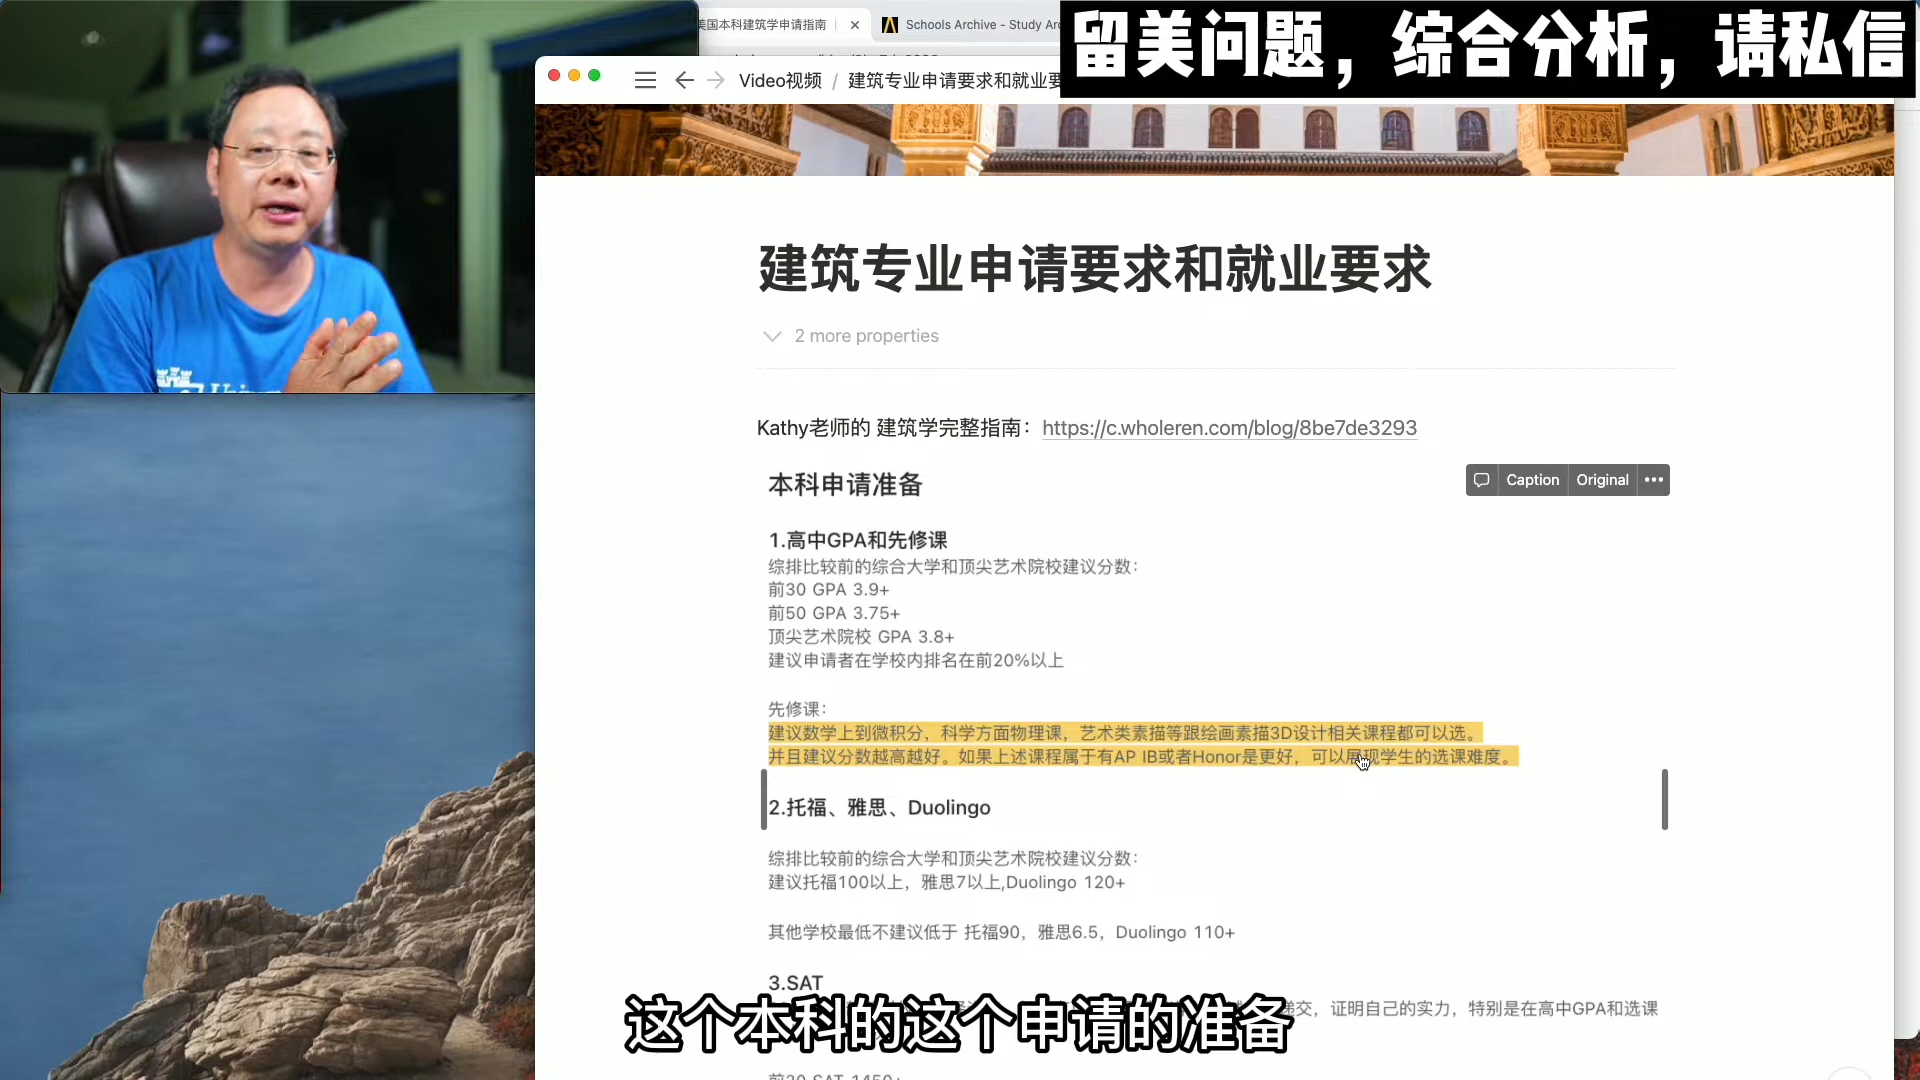 美国本科建筑学申请指南
Schools Archive - Study Ar
留美问题，综合分析，请私信
Video视频 / 建筑专业申请要求和就业要
建筑专业申请要求和就业要求
2 more properties
Kathy老师的 建筑学完整指南：https://c.wholeren.com/blog/8be7de3293
本科申请准备
Caption Original
1.高中GPA和先修课
综排比较前的综合大学和顶尖艺术院校建议分数：
前30 GPA 3.9+
前50 GPA 3.75+
顶尖艺术院校 GPA 3.8+
建议申请者在学校内排名在前20%以上
先修课：
建议数学上到微积分，科学方面物理课，艺术类素描等跟绘画素描3D设计相关课程都可以选。
并且建议分数越高越好。如果上述课程属于有AP IB或者Honor是更好，可以展现学生的选课难度。
2.托福、雅思、Duolingo
综排比较前的综合大学和顶尖艺术院校建议分数：
建议托福100以上，雅思7以上,Duolingo 120+
其他学校最低不建议低于 托福90，雅思6.5，Duolingo 110+
3.SAT
递交，证明自己的实力，特别是在高中GPA和选课
这个本科的这个申请的准备
前30 SAT 1450+